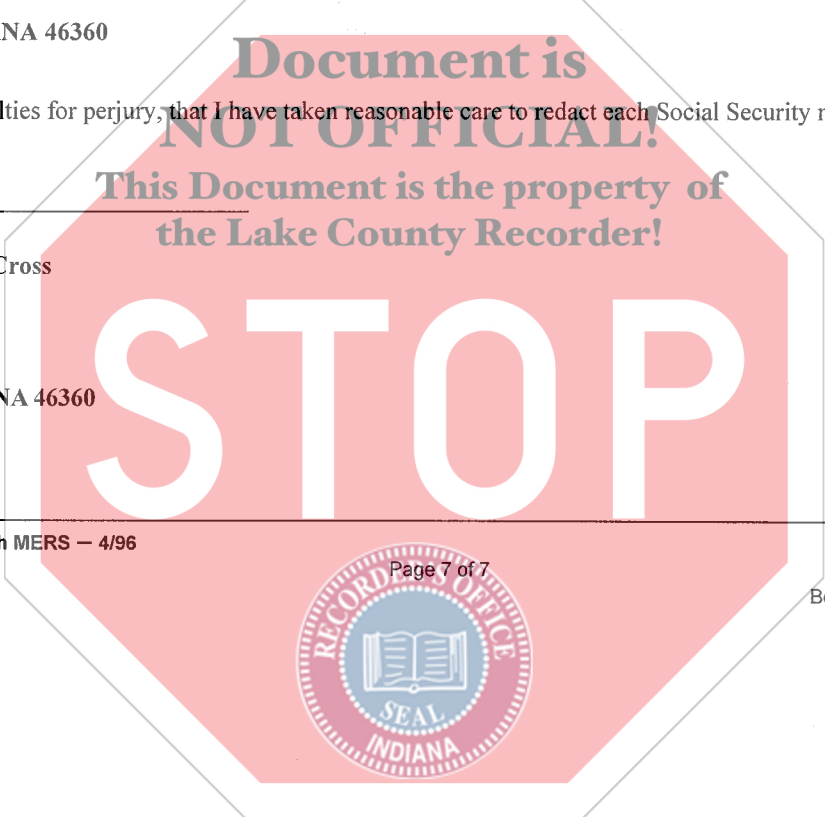 NA 46360
Document is
lties for perjury, that I have taken reasonable care to redact each Social Security
NOT OFFICIAL!
This Document is the property of
the Lake County Recorder!
Cross
STOP
NA 46360
h MERS — 4/96
Page 7 of 7
RECORDER'S OFFICE
SEAL
INDIANA